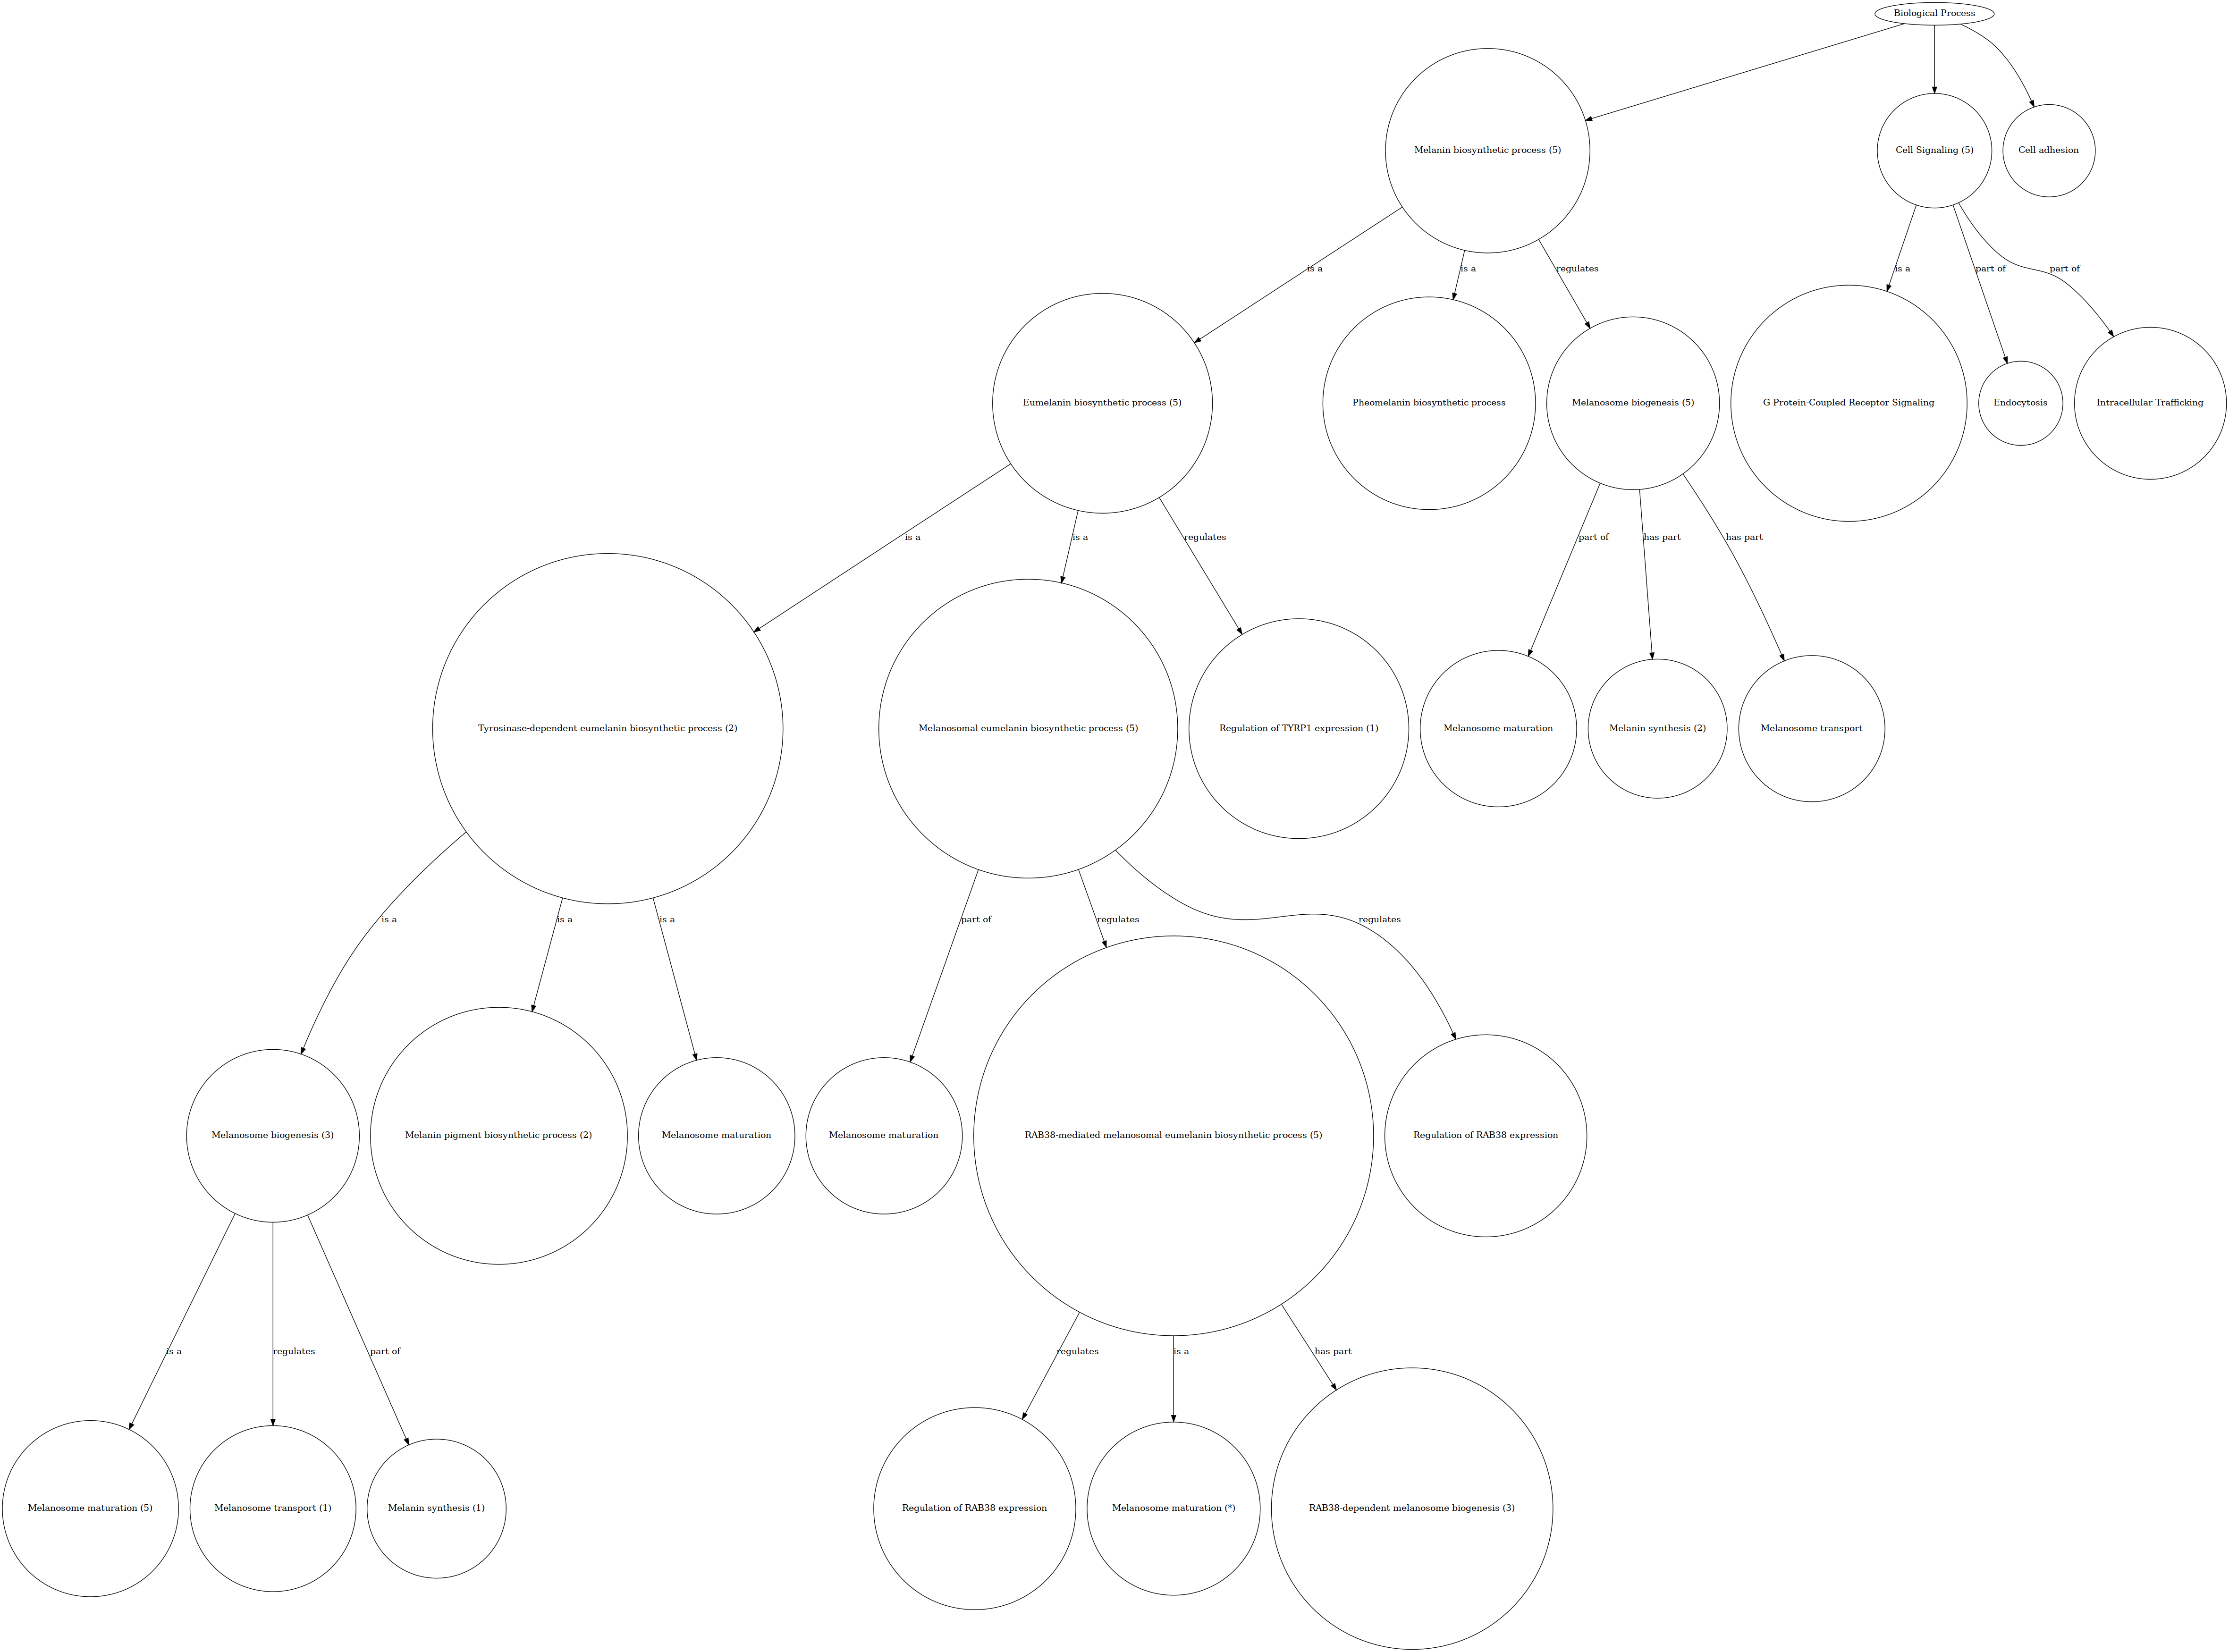 Biological Process
Melanin biosynthetic process (5)
Cell Signaling (5)
Cell adhesion
is a
is a
regulates
is a
part of
part of
Eumelanin biosynthetic process (5)
Pheomelanin biosynthetic process
Melanosome biogenesis (5)
G Protein-Coupled Receptor Signaling
Endocytosis
Intracellular Trafficking
is a
is a
regulates
part of
has part
has part
Tyrosinase-dependent eumelanin biosynthetic process (2)
Melanosomal eumelanin biosynthetic process (5)
Regulation of TYRP1 expression (1)
Melanosome maturation
Melanin synthesis (2)
Melanosome transport
is a
is a
is a
part of
regulates
regulates
Melanosome biogenesis (3)
Melanin pigment biosynthetic process (2)
Melanosome maturation
Melanosome maturation
RAB38-mediated melanosomal eumelanin biosynthetic process (5)
Regulation of RAB38 expression
is a
regulates
part of
regulates
is a
has part
Melanosome maturation (5)
Melanosome transport (1)
Melanin synthesis (1)
Regulation of RAB38 expression
Melanosome maturation (*)
RAB38-dependent melanosome biogenesis (3)